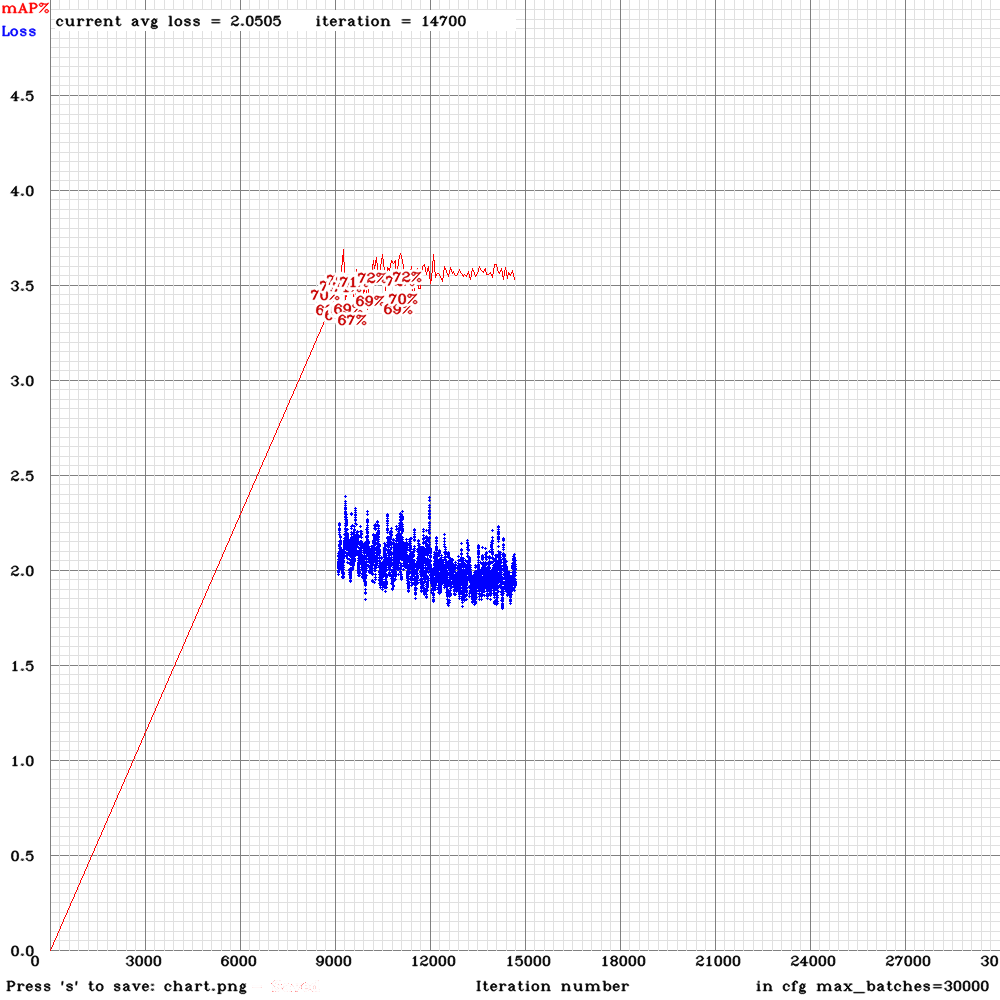 mAP%
current avg loss = 2.0505    iteration = 14700
Loss
4.5
4.0
3.5
72% 72%
70% 69% 70%
69% 69%
67%
3.0
2.5
2.0
1.5
1.0
0.5
0.0
0 3000 6000 9000 12000 15000 18000 21000 24000 27000 30
Press 's' to save: chart.png    Iteration number    in cfg max_batches=30000